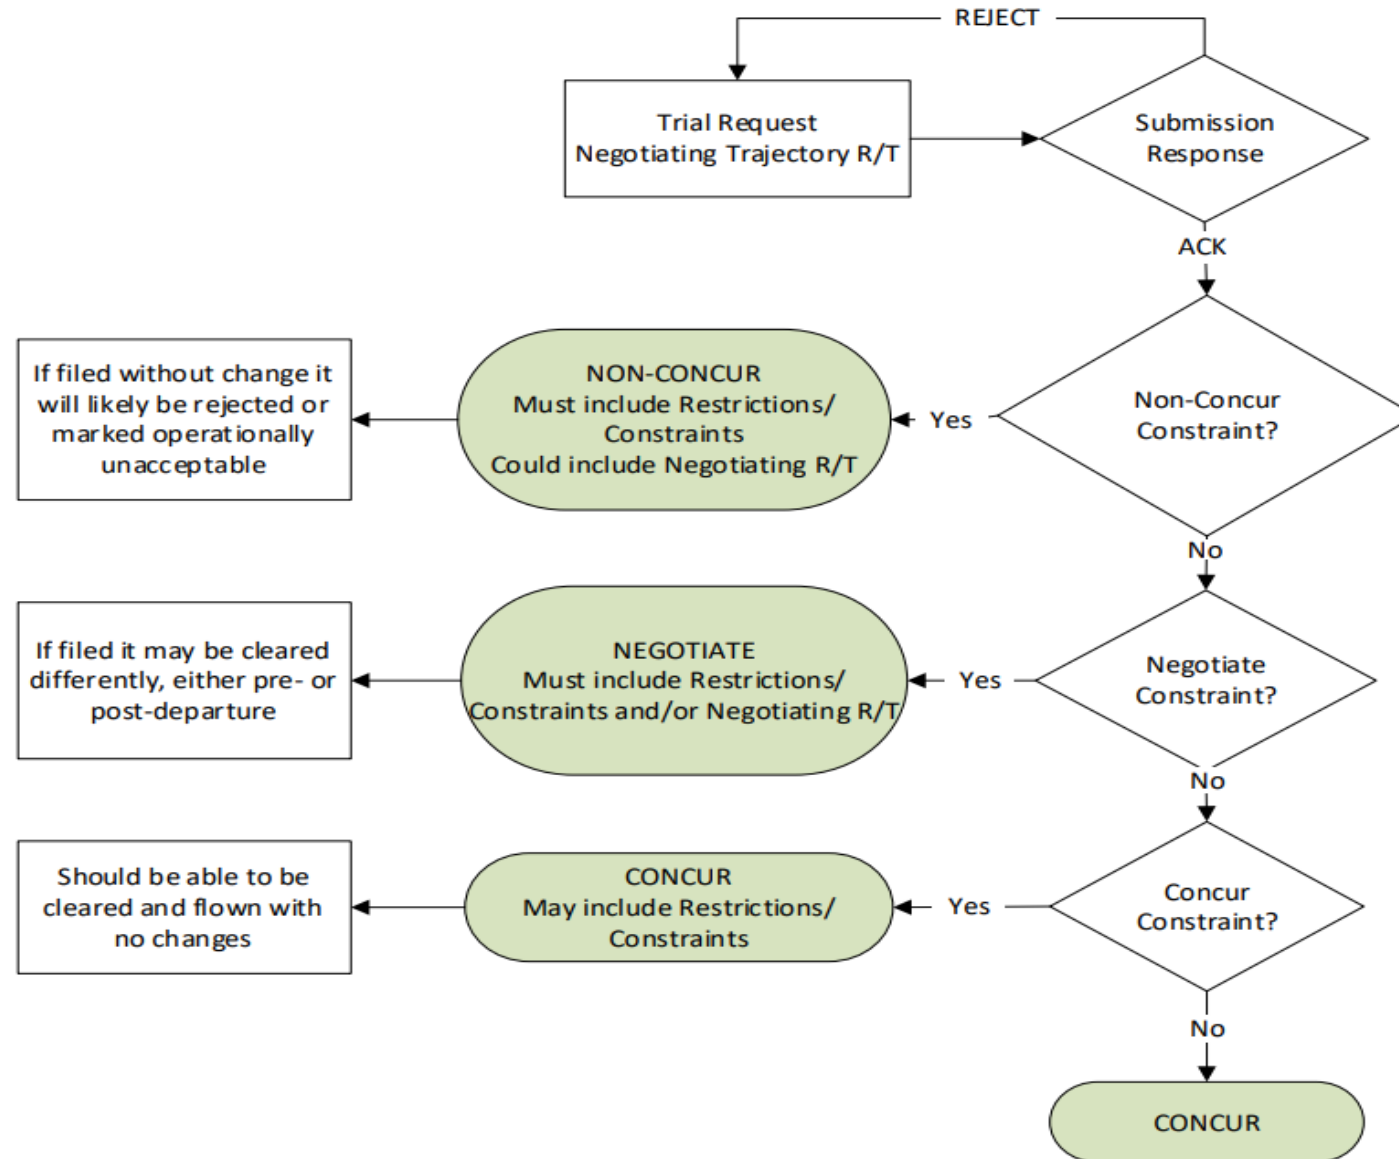 REJECT
Trial Request
Negotiating Trajectory R/T
Submission
Response
ACK
If filed without change it
will likely be rejected or
marked operationally
unacceptable
NON-CONCUR
Must include Restrictions/
Constraints
Could include Negotiating R/T
Yes
Non-Concur
Constraint?
No
If filed it may be cleared
differently, either pre- or
post-departure
NEGOTIATE
Must include Restrictions/
Constraints and/or Negotiating R/T
Yes
Negotiate
Constraint?
No
Should be able to be
cleared and flown with
no changes
CONCUR
May include Restrictions/
Constraints
Yes
Concur
Constraint?
No
CONCUR